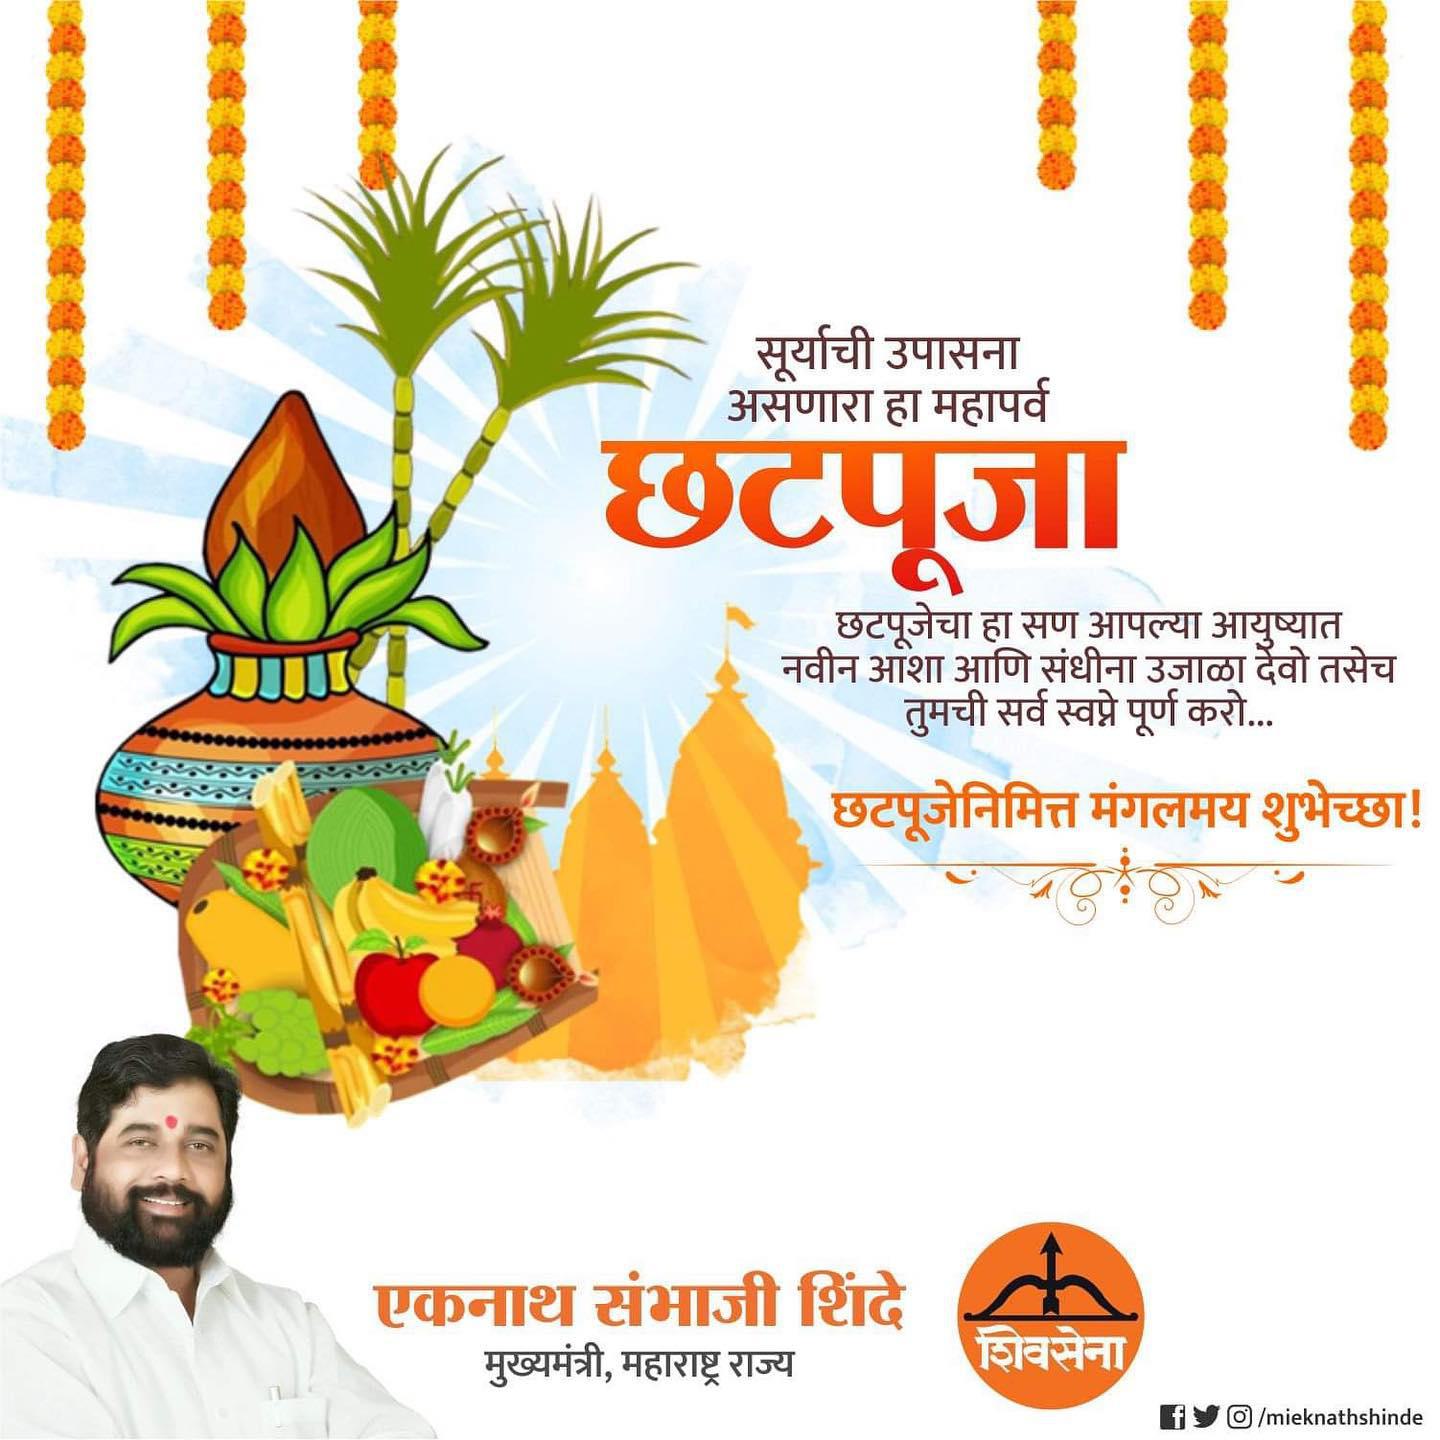 सूर्याची उपासना
असणारा हा महापर्व
छटपूजा
छटपूजेचा हा सण आपल्या आयुष्यात
नवीन आशा आणि संधीना उजाळा देवो तसेच
तुमची सर्व स्वप्ने पूर्ण करो...
छटपूजेनिमित्त मंगलमय शुभेच्छा!
एकनाथ संभाजी शिंदे
मुख्यमंत्री, महाराष्ट्र राज्य
शिवसेना
/mieknathshinde